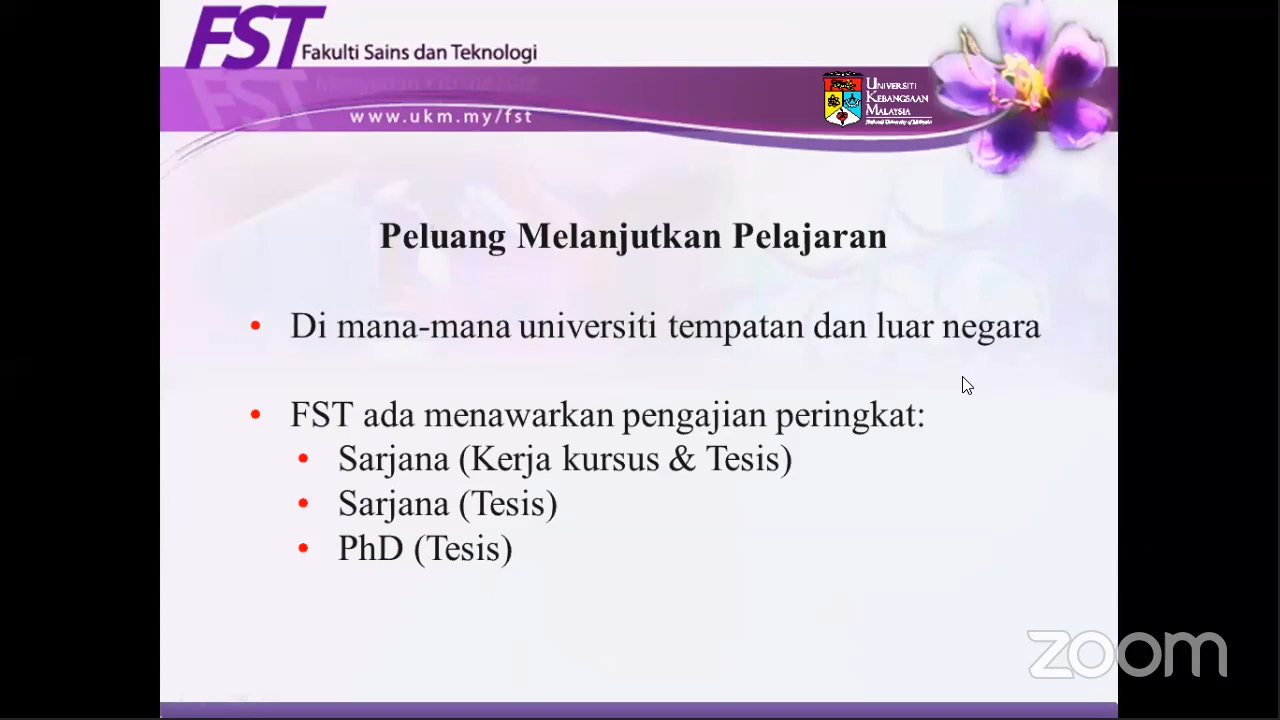 FST Fakulti Sains dan Teknologi
www.ukm.my/fst
UNIVERSITI
KEBANGSAAN
MALAYSIA
National University of Malaysia
Peluang Melanjutkan Pelajaran
• Di mana-mana universiti tempatan dan luar negara
• FST ada menawarkan pengajian peringkat:
• Sarjana (Kerja kursus & Tesis)
• Sarjana (Tesis)
• PhD (Tesis)
zoom